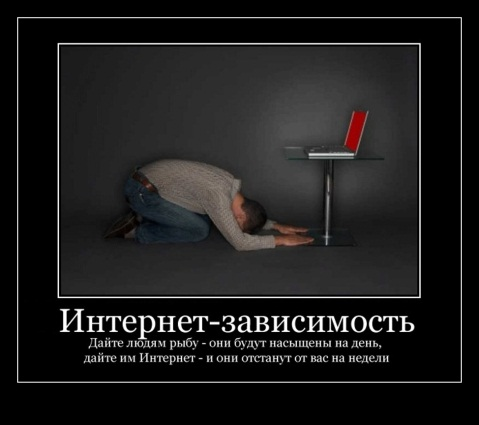 Интернет-зависимость
Дайте людям рыбу - они будут насыщены на день,
дайте им Интернет - и они отстанут от вас на недели